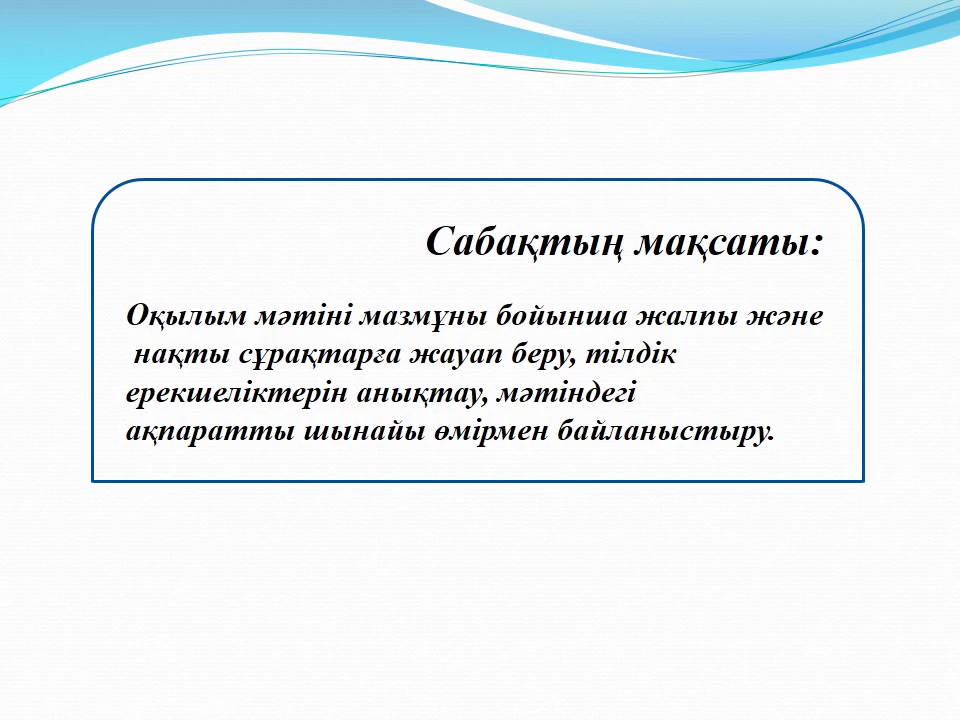 Сабақтың мақсаты:
Оқылым мәтіні мазмұны бойынша жалпы және
нақты сұрақтарға жауап беру, тілдік
ерекшеліктерін анықтау, мәтіндегі
ақпаратты шынайы өмірмен байланыстыру.